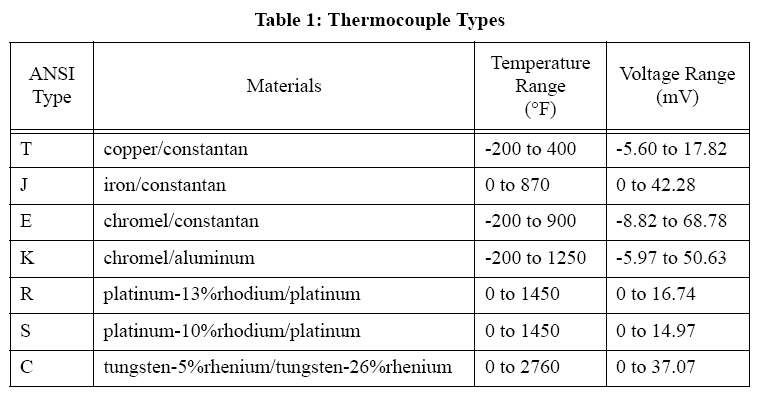 Table 1: Thermocouple Types
ANSI Type Materials Temperature Range (°F) Voltage Range (mV)
T copper/constantan -200 to 400 -5.60 to 17.82
J iron/constantan 0 to 870 0 to 42.28
E chromel/constantan -200 to 900 -8.82 to 68.78
K chromel/aluminum -200 to 1250 -5.97 to 50.63
R platinum-13%rhodium/platinum 0 to 1450 0 to 16.74
S platinum-10%rhodium/platinum 0 to 1450 0 to 14.97
C tungsten-5%rhenium/tungsten-26%rhenium 0 to 2760 0 to 37.07